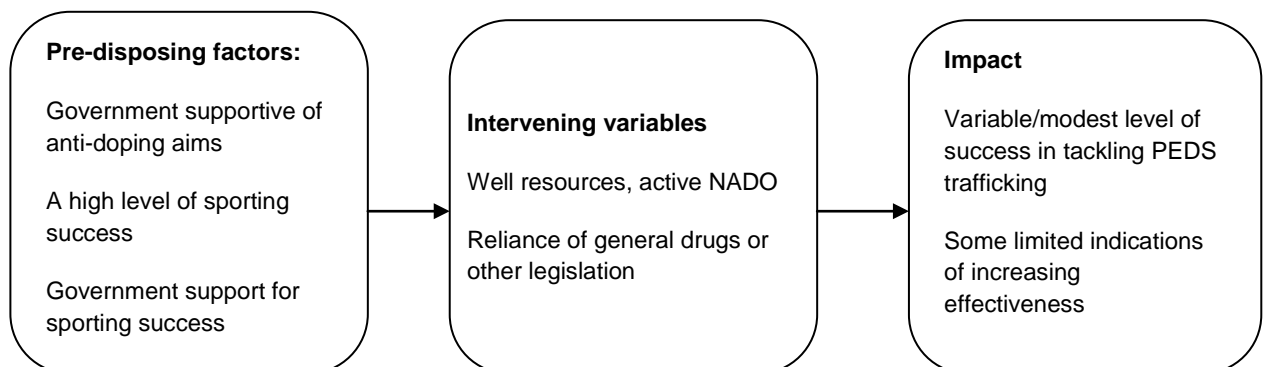 Pre-disposing factors:
Government supportive of
anti-doping aims
A high level of sporting
success
Government support for
sporting success
Intervening variables
Well resources, active NADO
Reliance of general drugs or
other legislation
Impact
Variable/modest level of
success in tackling PEDS
trafficking
Some limited indications
of increasing
effectiveness